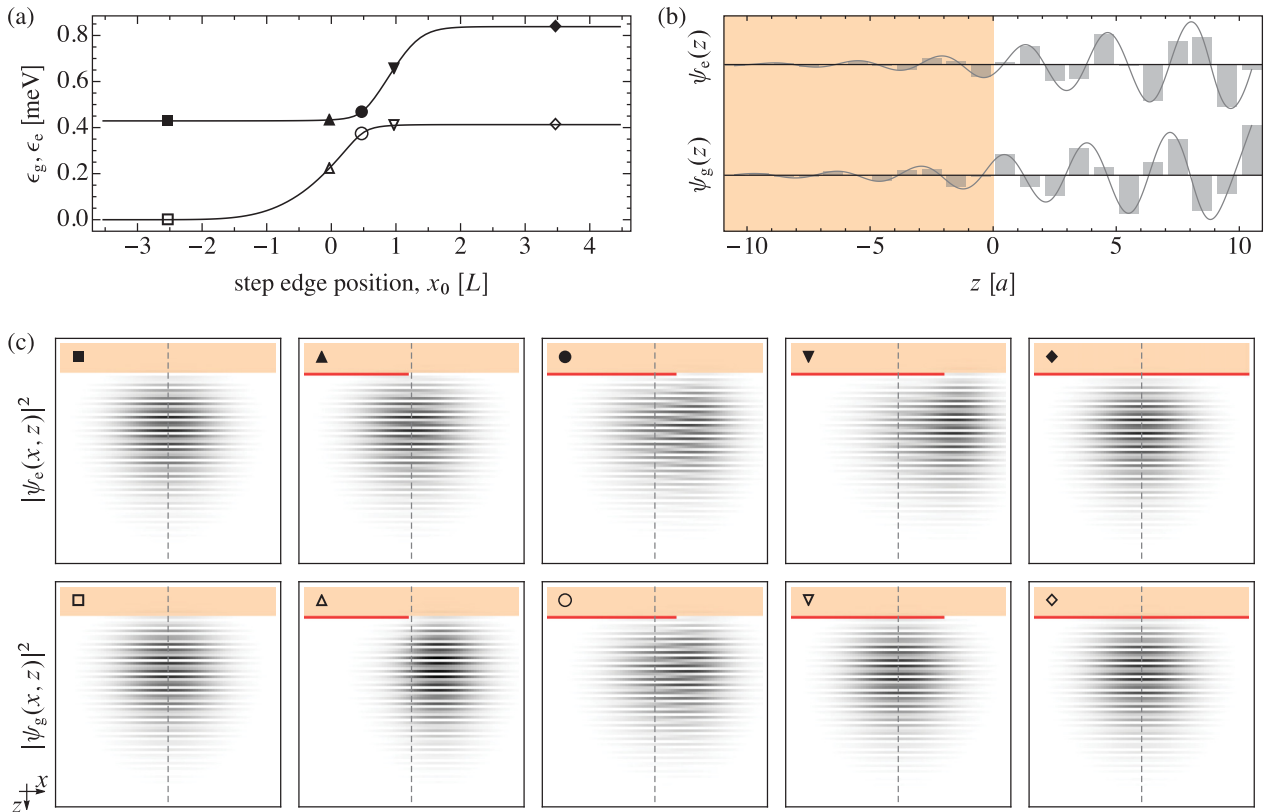 (a)
ϵg, ϵe [meV]
0.8
0.6
0.4
0.2
0.0
−3 −2 −1 0 1 2 3 4
step edge position, x0 [L]
(b)
ψe(z)
ψg(z)
−10 −5 0 5 10
z [a]
(c)
|ψe(x, z)|²
|ψg(x, z)|²
x
z